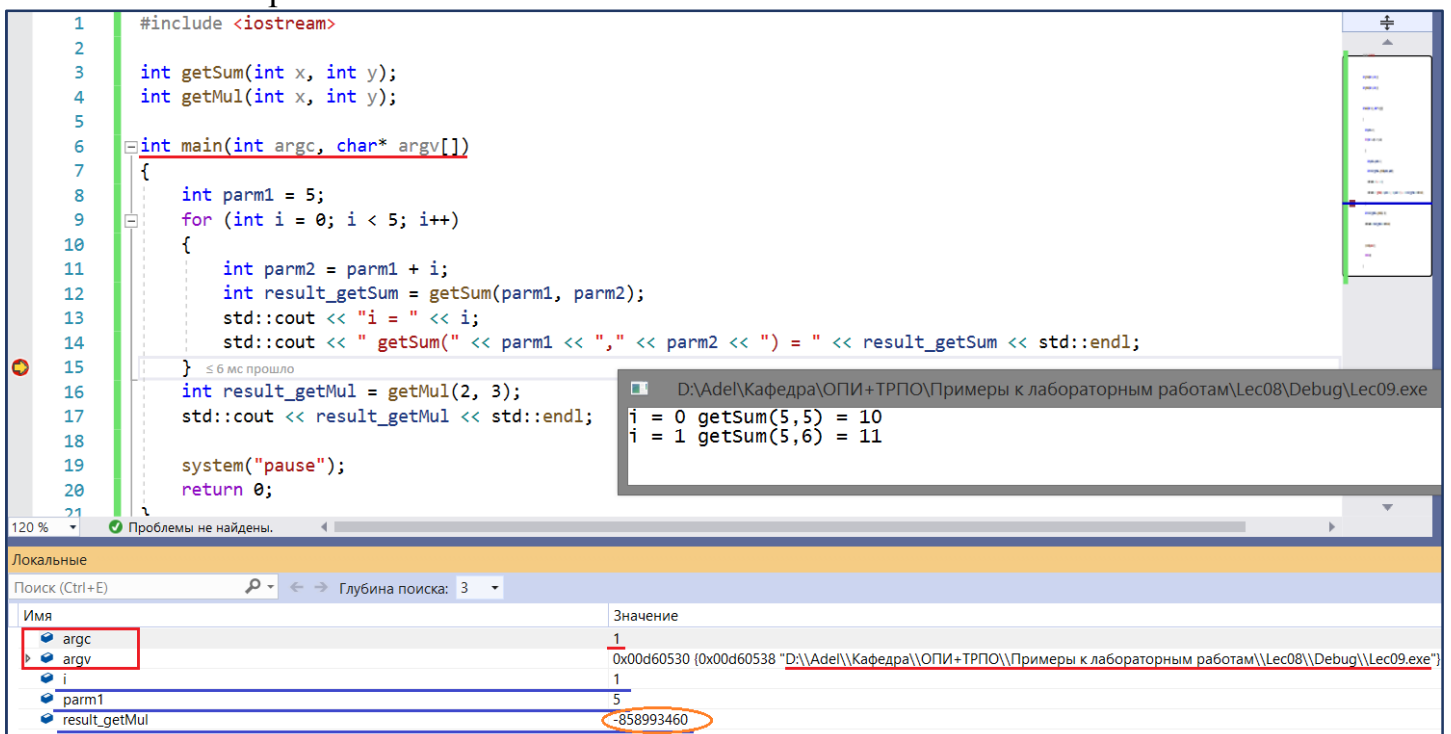 1 #include <iostream>
2
3 int getSum(int x, int y);
4 int getMul(int x, int y);
5
6 int main(int argc, char* argv[])
7 {
8 int parm1 = 5;
9 for (int i = 0; i < 5; i++)
10 {
11 int parm2 = parm1 + i;
12 int result_getSum = getSum(parm1, parm2);
13 std::cout << "i = " << i;
14 std::cout << " getSum(" << parm1 << "," << parm2 << ") = " << result_getSum << std::endl;
15 } ≤ 6 мс прошло
16 int result_getMul = getMul(2, 3);
17 std::cout << result_getMul << std::endl;
18
19 system("pause");
20 return 0;
21 }
D:\Adel\Кафедра\ОПИ+ТРПО\Примеры к лабораторным работам\Lec08\Debug\Lec09.exe
i = 0 getSum(5,5) = 10
i = 1 getSum(5,6) = 11
120 % Проблемы не найдены.
Локальные
Поиск (Ctrl+E) Глубина поиска: 3
Имя Значение
argc 1
argv 0x00d60530 {0x00d60538 "D:\\Adel\\Кафедра\\ОПИ+ТРПО\\Примеры к лабораторным работам\\Lec08\\Debug\\Lec09.exe"}
i 1
parm1 5
result_getMul -858993460